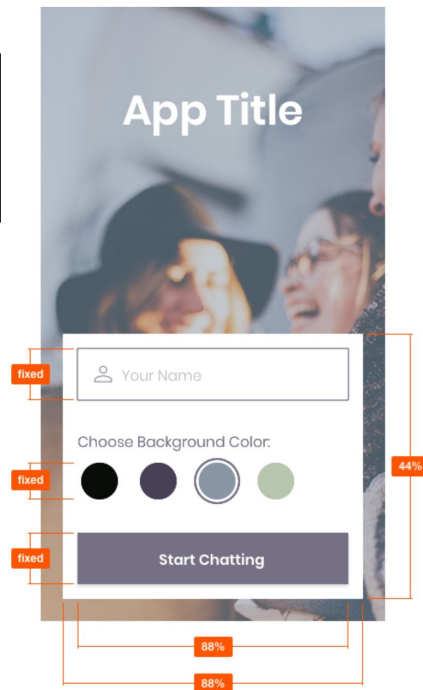 App Title
fixed
Your Name
Choose Background Color:
fixed
44%
fixed
Start Chatting
88%
88%